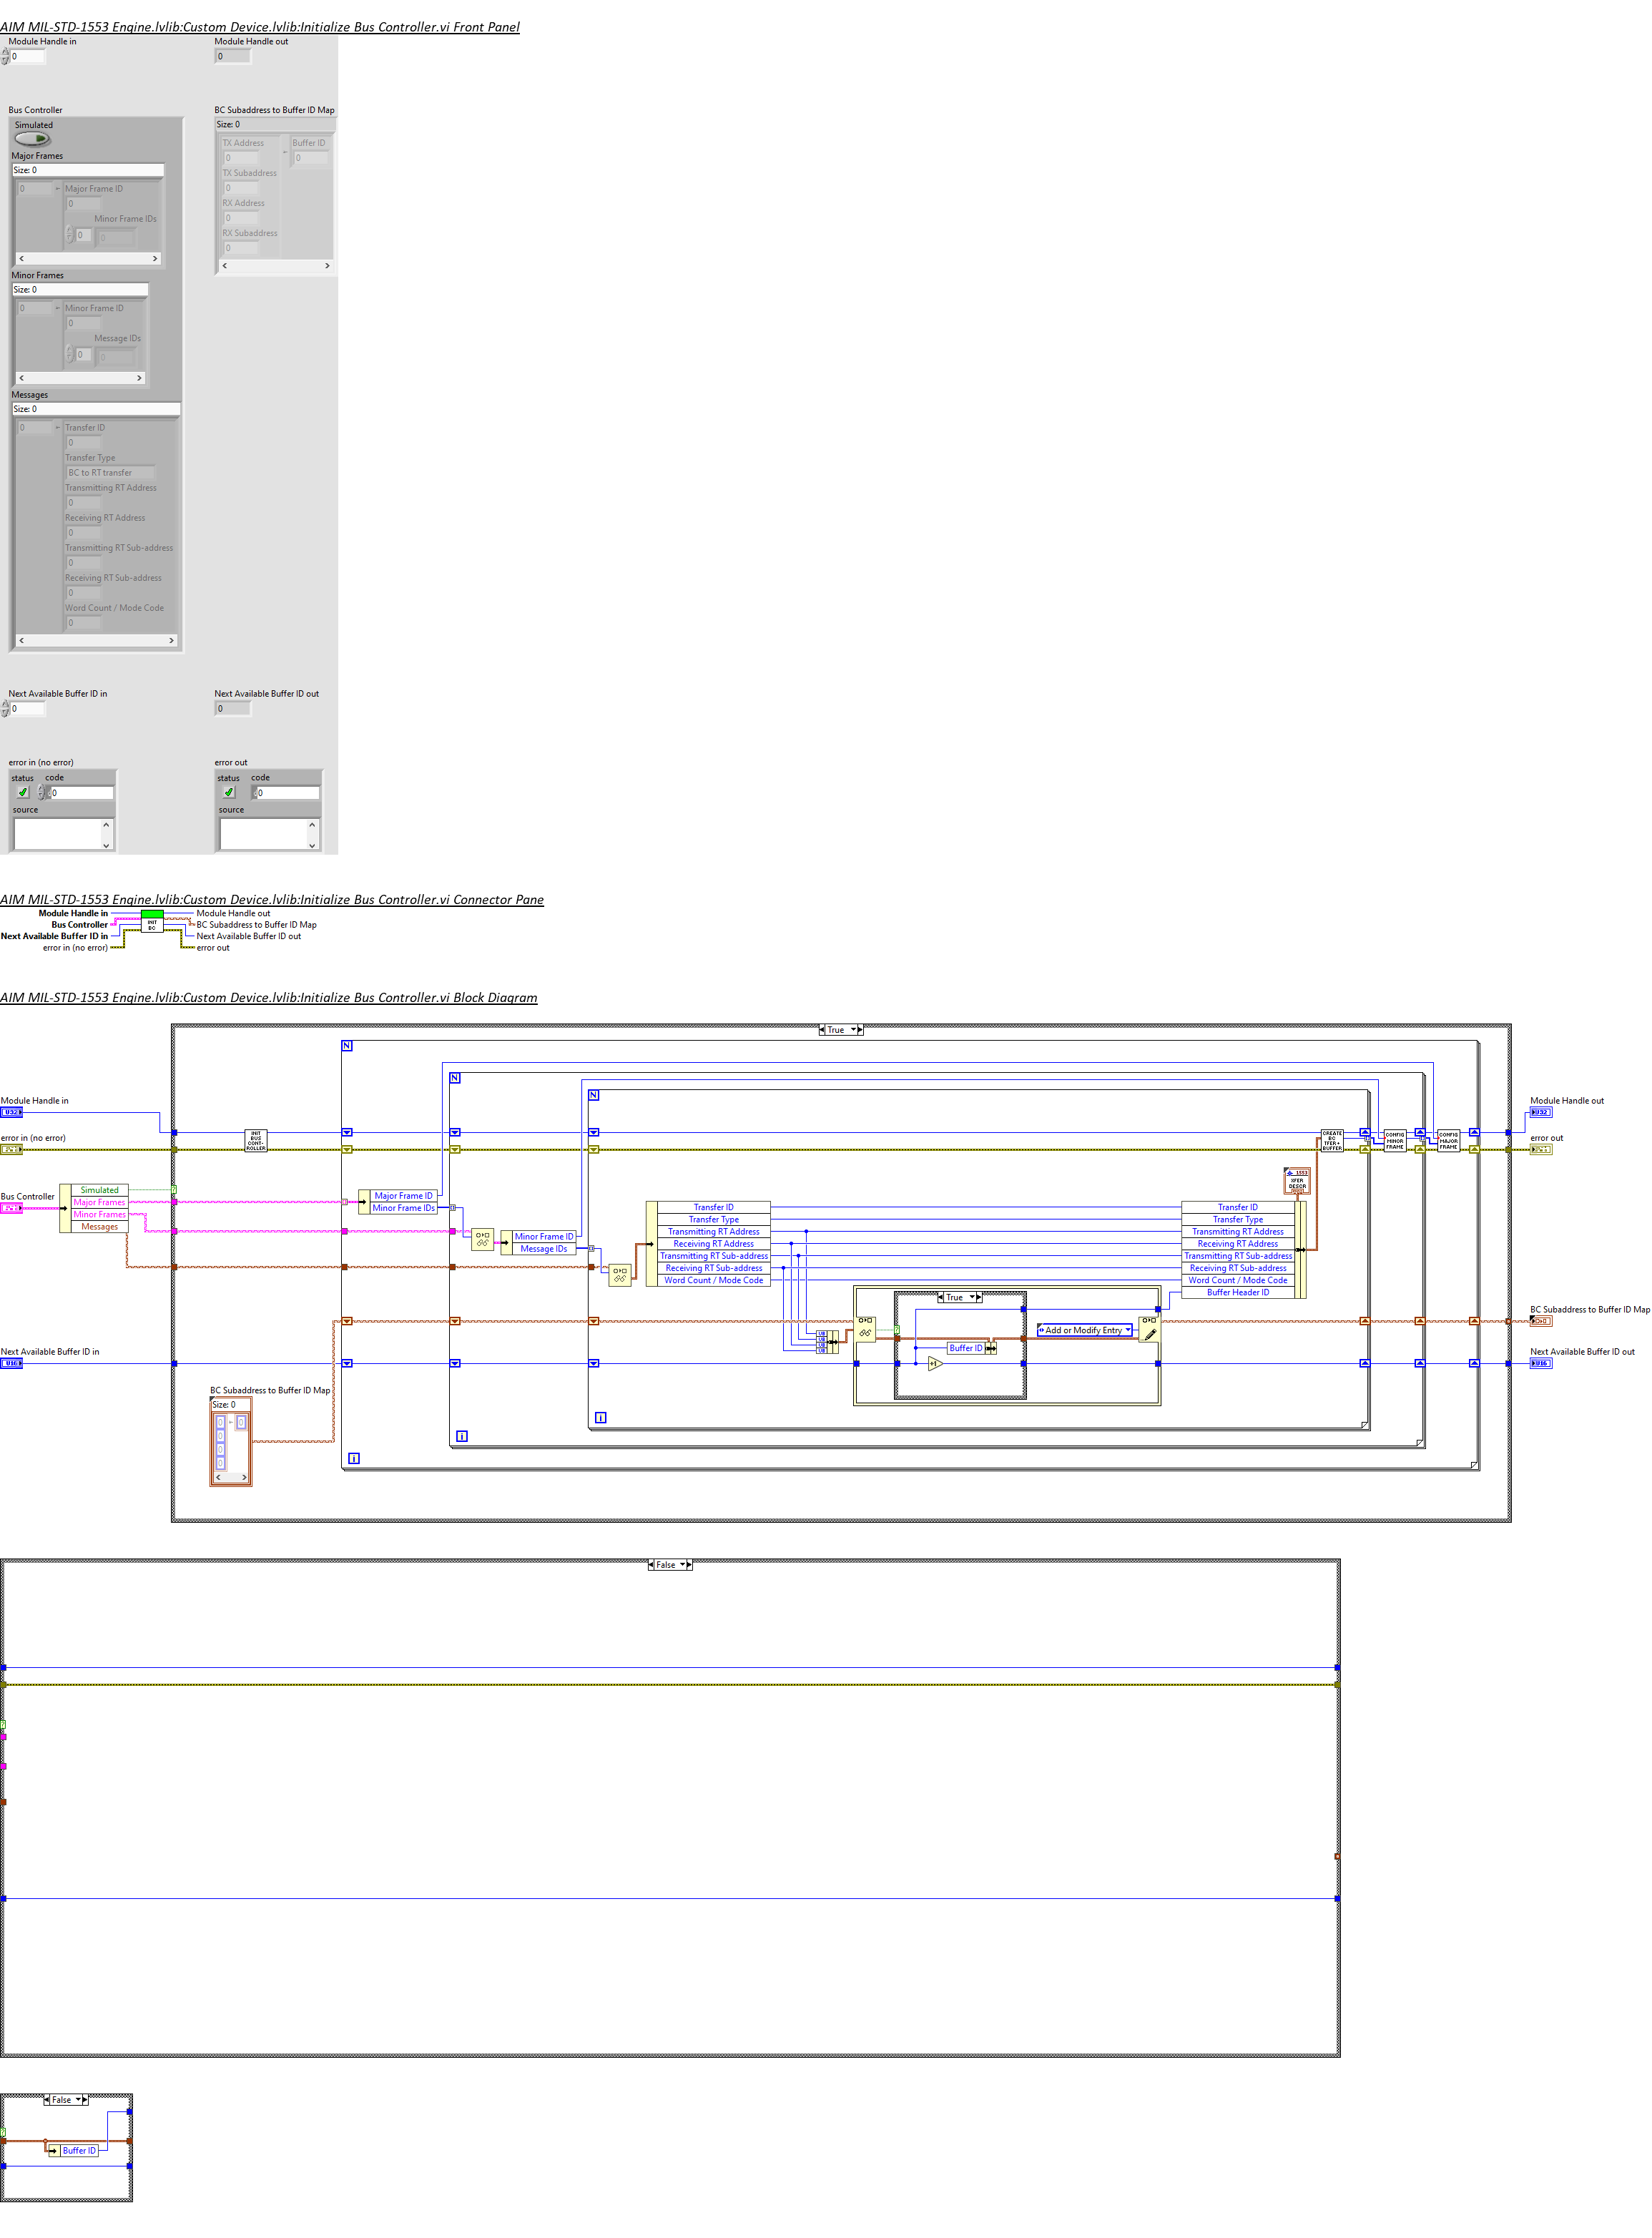 AIM MIL-STD-1553 Engine.lvlib:Custom Device.lvlib:Initialize Bus Controller.vi Front Panel
Module Handle in
Module Handle out
0
0
Bus Controller
BC Subaddress to Buffer ID Map
Simulated
Size: 0
Major Frames
TX Address
Buffer ID
0
0
Size: 0
TX Subaddress
0
0
Major Frame ID
0
RX Address
0
Minor Frame IDs
RX Subaddress
0
0
0
Minor Frames
Size: 0
0
Minor Frame ID
0
Message IDs
0
0
Messages
Size: 0
0
Transfer ID
0
Transfer Type
BC to RT transfer
Transmitting RT Address
0
Receiving RT Address
0
Transmitting RT Sub-address
0
Receiving RT Sub-address
0
Word Count / Mode Code
0
Next Available Buffer ID in
Next Available Buffer ID out
0
0
error in (no error)
error out
status code
status code
0
0
source
source
AIM MIL-STD-1553 Engine.lvlib:Custom Device.lvlib:Initialize Bus Controller.vi Connector Pane
Module Handle in
Module Handle out
Bus Controller
INIT BC
BC Subaddress to Buffer ID Map
Next Available Buffer ID in
Next Available Buffer ID out
error in (no error)
error out
AIM MIL-STD-1553 Engine.lvlib:Custom Device.lvlib:Initialize Bus Controller.vi Block Diagram
True
N
N
N
Module Handle in
Module Handle out
U32
U32
error in (no error)
error out
INIT BUS CONT-ROLLER
CREATE BC TFER+ BUFFER
CONFIG MINOR FRAME
CONFIG MAJOR FRAME
1553 XFER DESCR
Bus Controller
Simulated
Major Frames
Minor Frames
Messages
Major Frame ID
Minor Frame IDs
Minor Frame ID
Message IDs
Transfer ID
Transfer Type
Transmitting RT Address
Receiving RT Address
Transmitting RT Sub-address
Receiving RT Sub-address
Word Count / Mode Code
Transfer ID
Transfer Type
Transmitting RT Address
Receiving RT Address
Transmitting RT Sub-address
Receiving RT Sub-address
Word Count / Mode Code
Buffer Header ID
True
BC Subaddress to Buffer ID Map
Add or Modify Entry
U8
U8
U8
U8
Buffer ID
Next Available Buffer ID in
Next Available Buffer ID out
U16
U16
+1
BC Subaddress to Buffer ID Map
Size: 0
0
0
0
0
0
i
i
i
False
False
Buffer ID